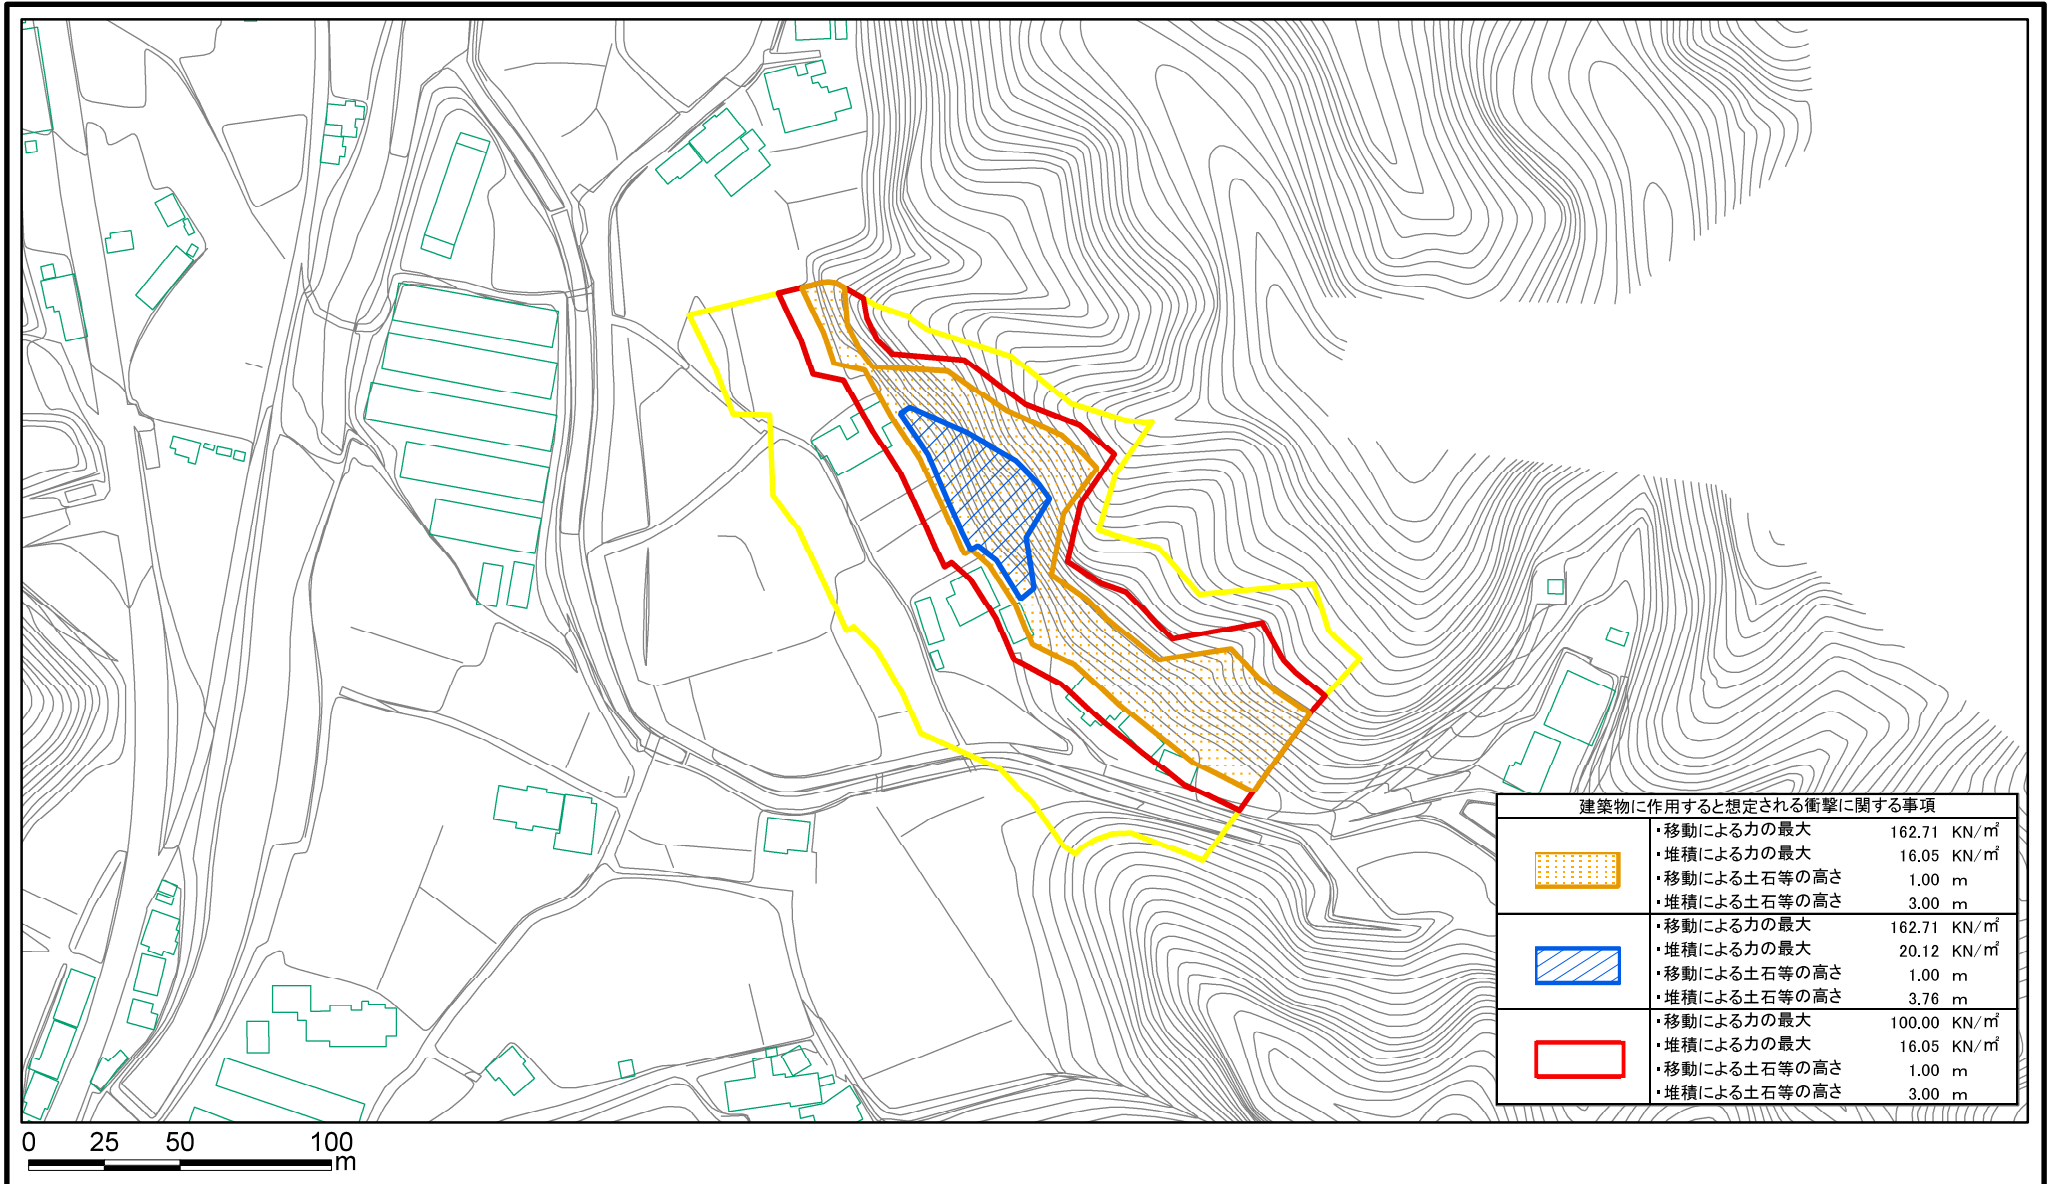 建築物に作用すると想定される衝撃に関する事項
・移動による力の最大 162.71 KN/㎡
・堆積による力の最大 16.05 KN/㎡
・移動による土石等の高さ 1.00 m
・堆積による土石等の高さ 3.00 m
・移動による力の最大 162.71 KN/㎡
・堆積による力の最大 20.12 KN/㎡
・移動による土石等の高さ 1.00 m
・堆積による土石等の高さ 3.76 m
・移動による力の最大 100.00 KN/㎡
・堆積による力の最大 16.05 KN/㎡
・移動による土石等の高さ 1.00 m
・堆積による土石等の高さ 3.00 m
0 25 50 100
m